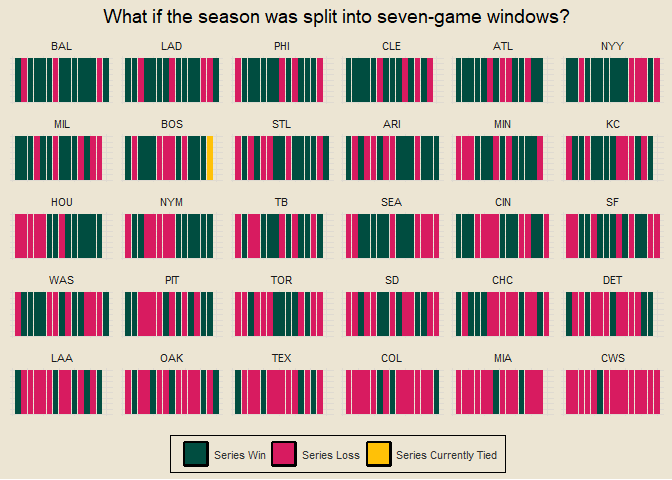 What if the season was split into seven-game windows?
BAL LAD PHI CLE ATL NYY
MIL BOS STL ARI MIN KC
HOU NYM TB SEA CIN SF
WAS PIT TOR SD CHC DET
LAA OAK TEX COL MIA CWS
Series Win Series Loss Series Currently Tied